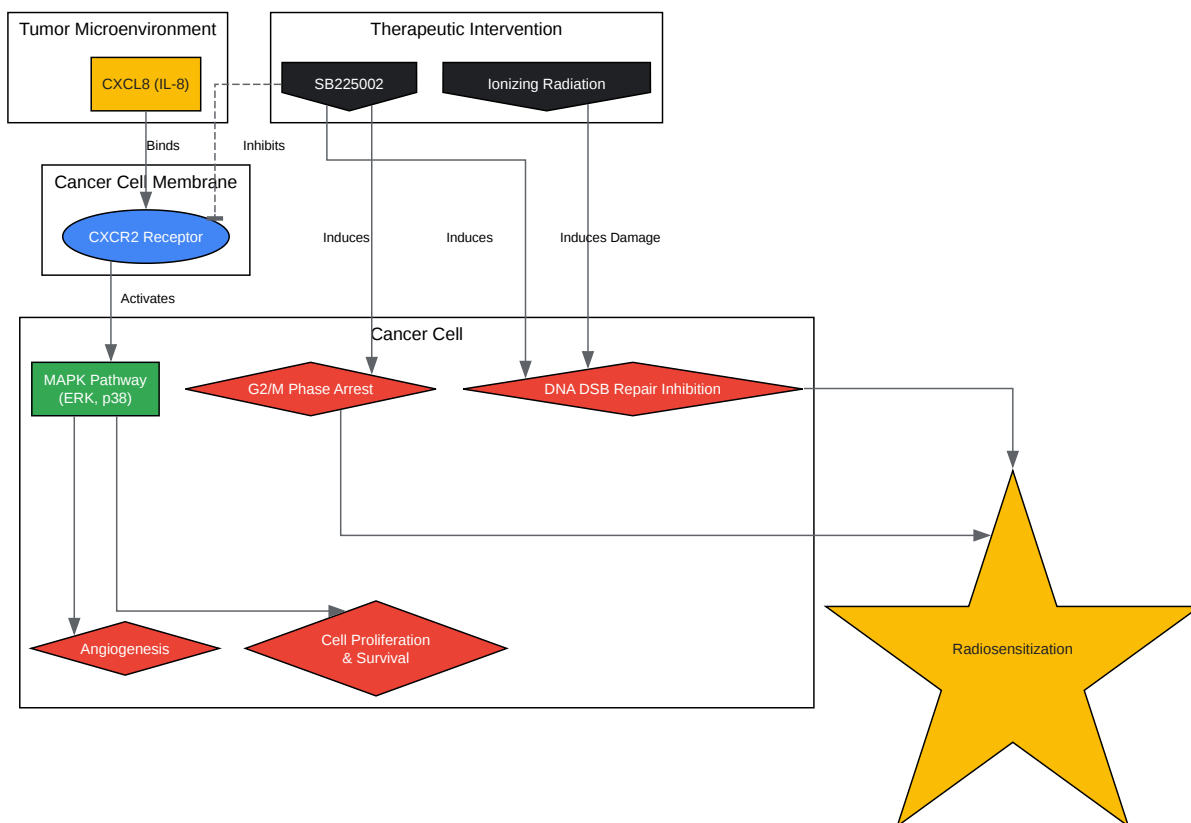 Tumor Microenvironment
Therapeutic Intervention
CXCL8 (IL-8)
SB225002
Ionizing Radiation
Binds
Inhibits
Cancer Cell Membrane
CXCR2 Receptor
Induces
Induces
Induces Damage
Activates
Cancer Cell
MAPK Pathway
(ERK, p38)
G2/M Phase Arrest
DNA DSB Repair Inhibition
Angiogenesis
Cell Proliferation
& Survival
Radiosensitization